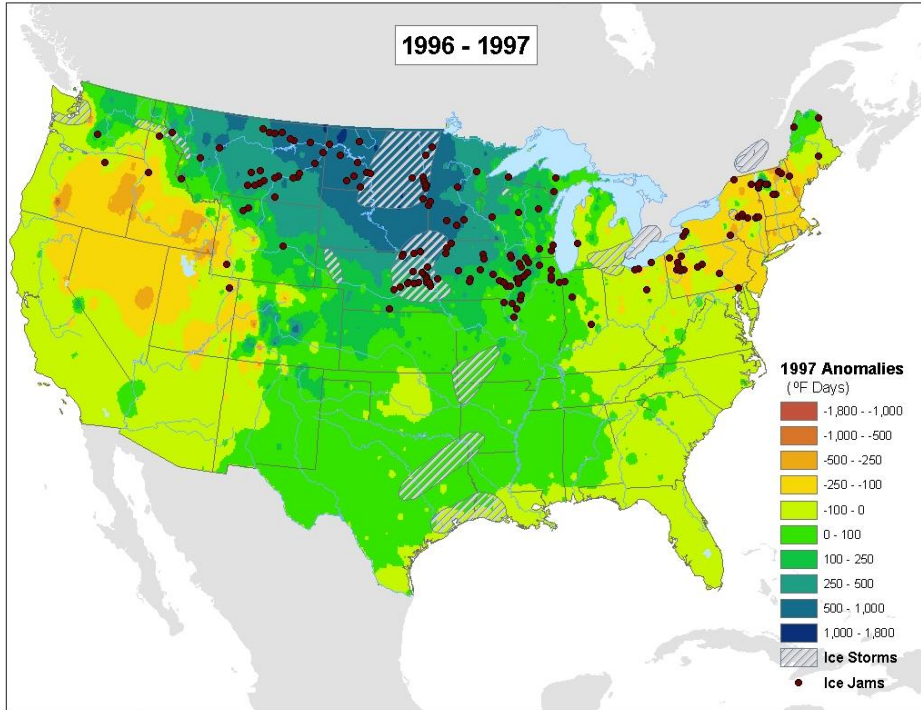 1996 - 1997
1997 Anomalies
(ºF Days)
-1,800 - -1,000
-1,000 - -500
-500 - -250
-250 - -100
-100 - 0
0 - 100
100 - 250
250 - 500
500 - 1,000
1,000 - 1,800
Ice Storms
Ice Jams